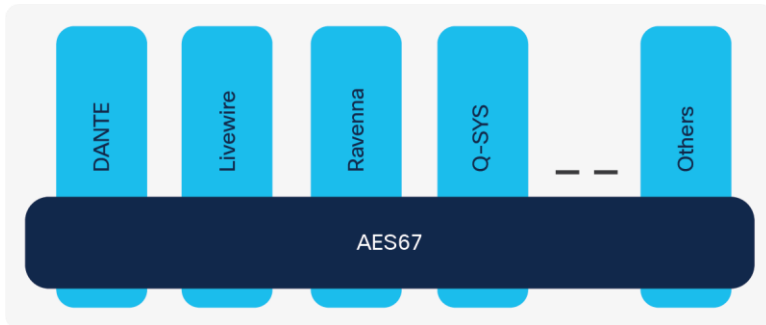 DANTE
Livewire
Ravenna
Q-SYS
Others
AES67